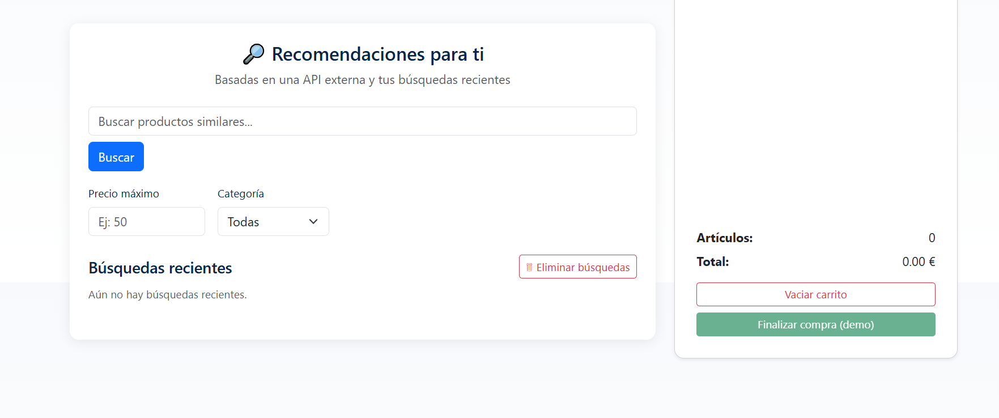 Recomendaciones para ti
Basadas en una API externa y tus búsquedas recientes
Buscar productos similares...
Buscar
Precio máximo
Categoría
Ej: 50
Todas
Búsquedas recientes
Eliminar búsquedas
Aún no hay búsquedas recientes.
Artículos: 0
Total: 0.00 €
Vaciar carrito
Finalizar compra (demo)